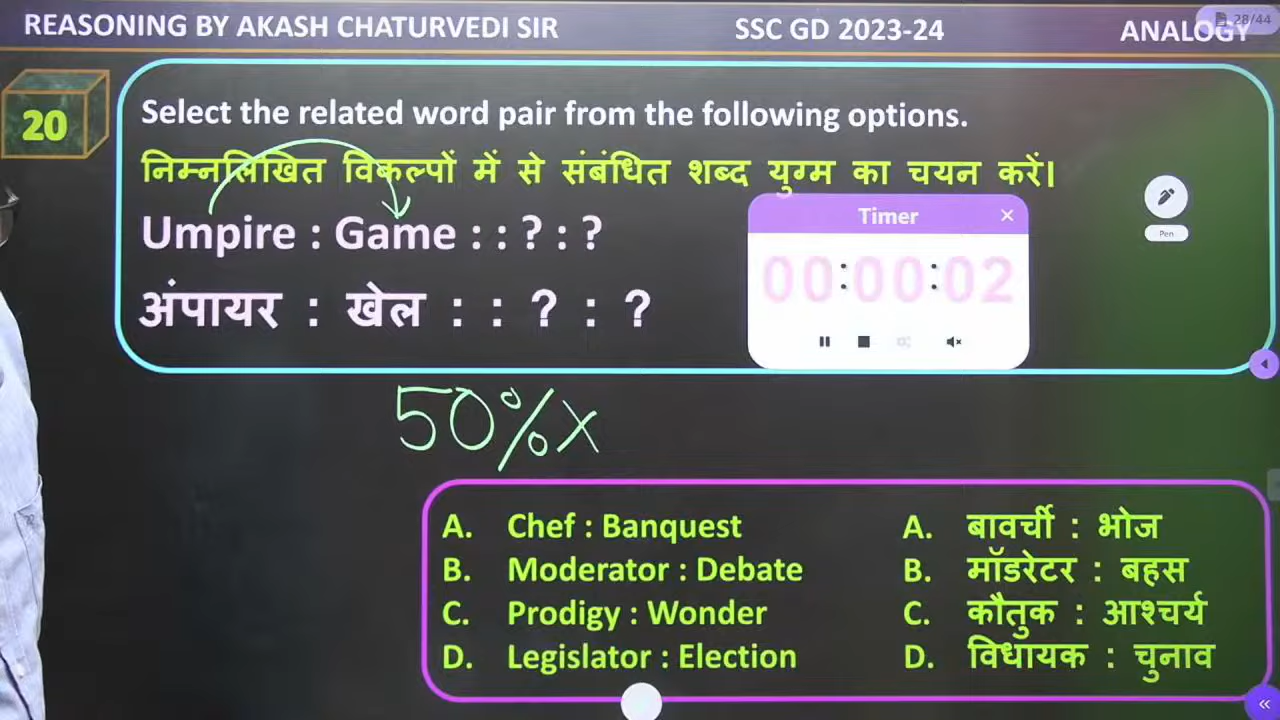 REASONING BY AKASH CHATURVEDI SIR SSC GD 2023-24 ANALOGY
28/44
20
Select the related word pair from the following options.
निम्नलिखित विकल्पों में से संबंधित शब्द युग्म का चयन करें।
Umpire : Game : : ? : ?
अंपायर : खेल : : ? : ?
Timer
00:00:02
Pen
50%x
A. Chef : Banquest
B. Moderator : Debate
C. Prodigy : Wonder
D. Legislator : Election
A. बावर्ची : भोज
B. मॉडरेटर : बहस
C. कौतुक : आश्चर्य
D. विधायक : चुनाव